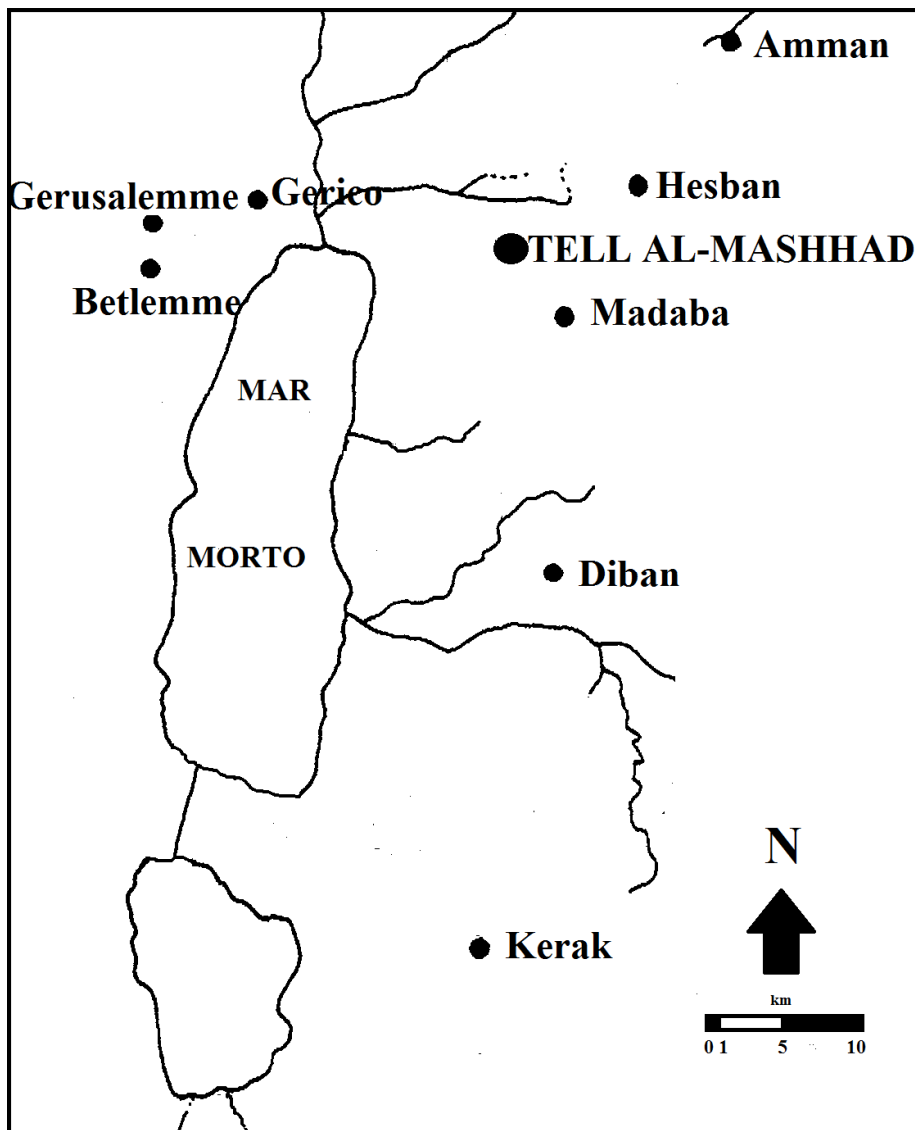 Amman
Gerusalemme
Gerico
Hesban
TELL AL-MASHHAD
Betlemme
Madaba
MAR
MORTO
Diban
N
Kerak
km
0 1 5 10